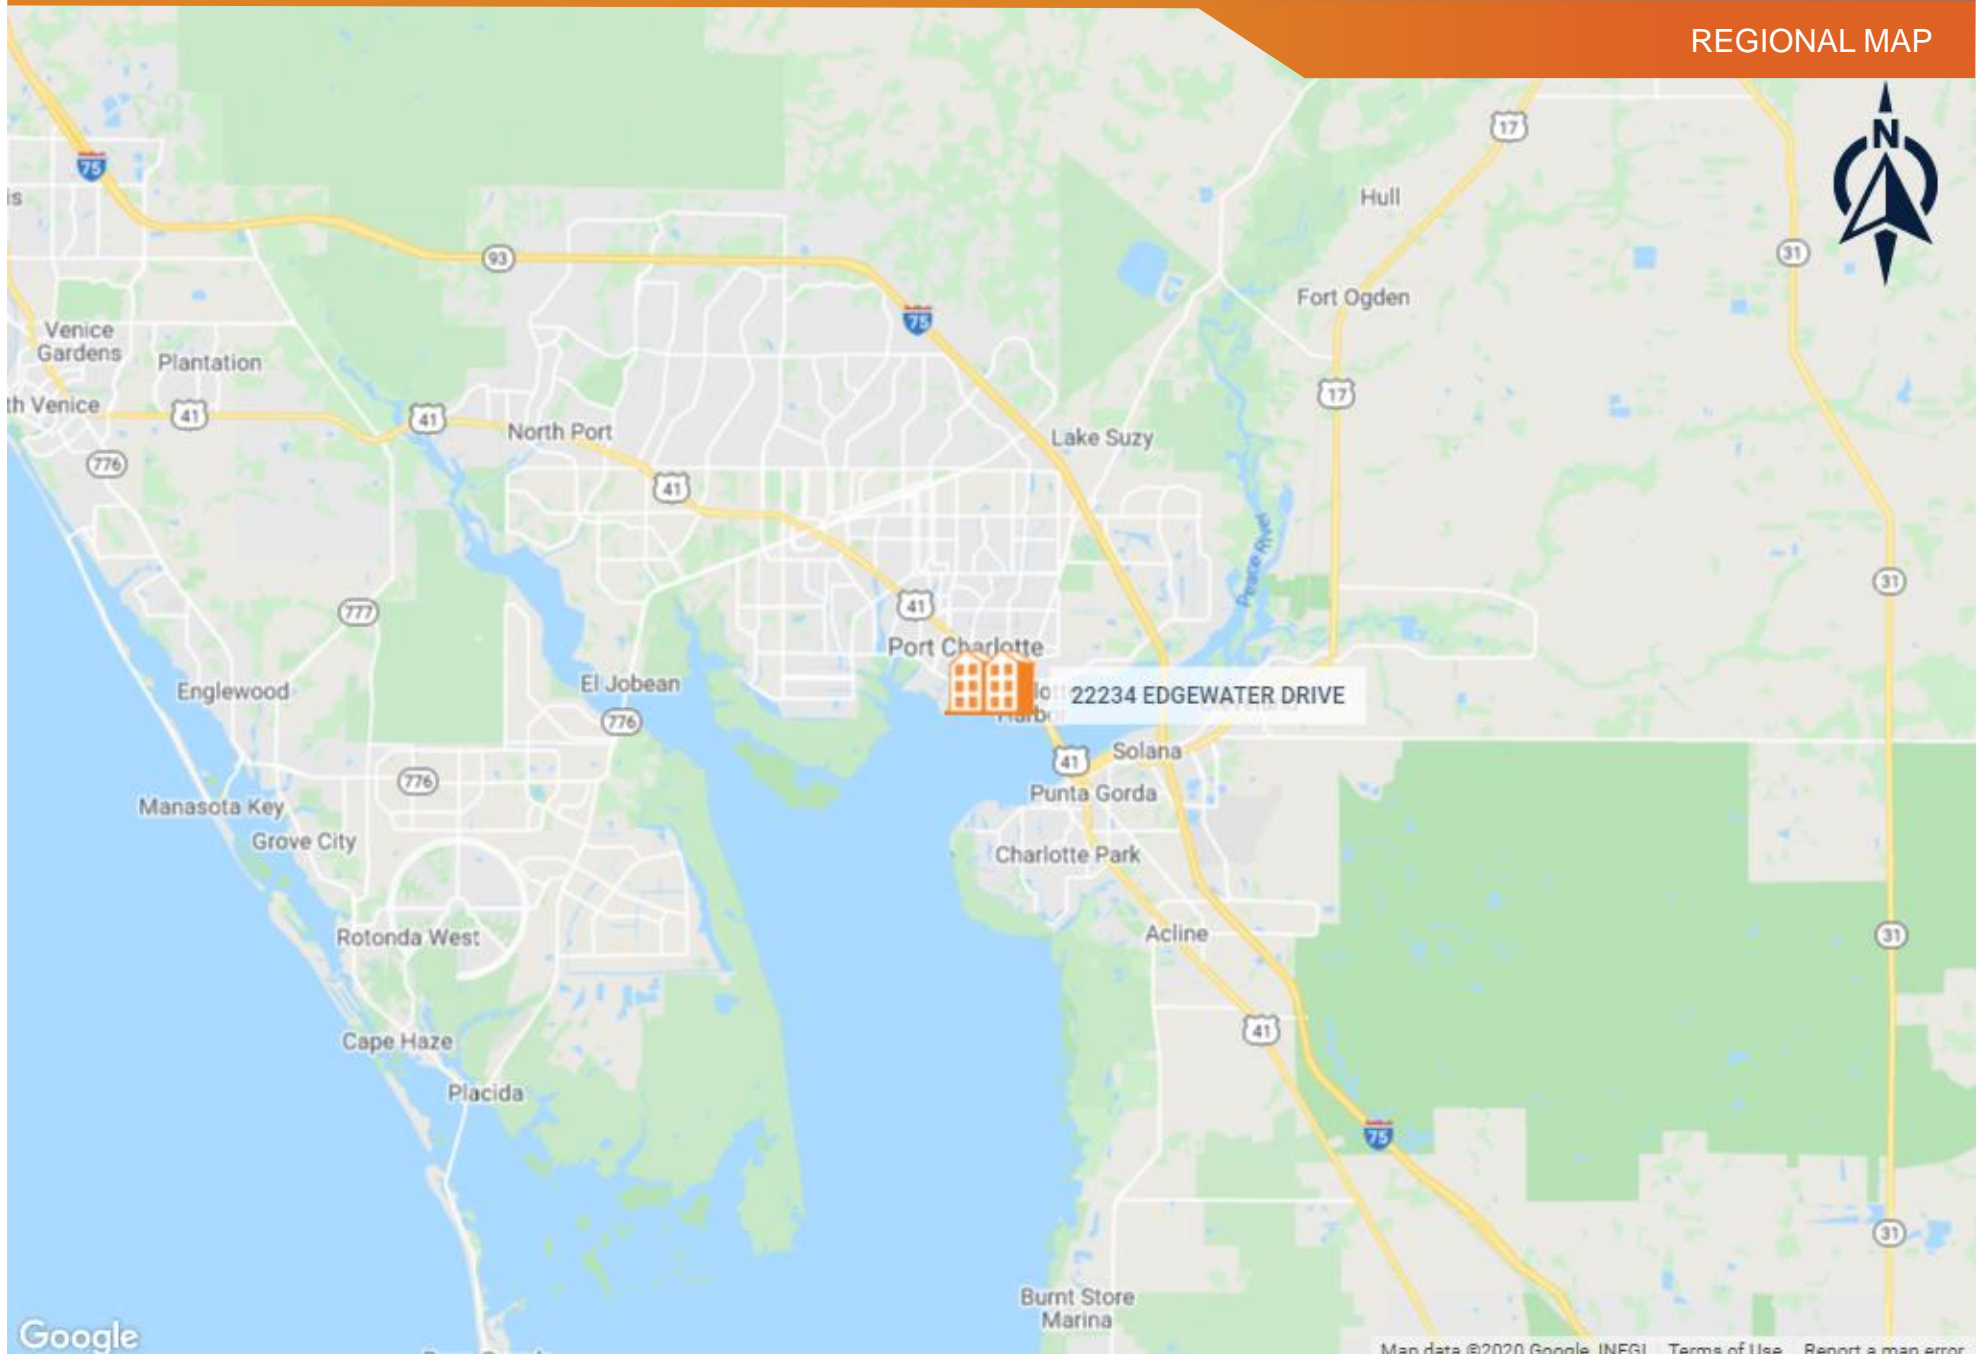 REGIONAL MAP
N
17
75
Hull
31
93
Fort Ogden
75
Venice
Gardens
Plantation
17
Venice
41
41
North Port
Lake Suzy
776
41
Peace River
31
777
41
Port Charlotte
Englewood
El Jobean
22234 EDGEWATER DRIVE
Harbor
776
Solana
41
776
Punta Gorda
Manasota Key
Grove City
Charlotte Park
Rotonda West
Acline
31
Cape Haze
41
Placida
75
31
Burnt Store
Marina
Google
Map data ©2020 Google, INEGI Terms of Use Report a map error